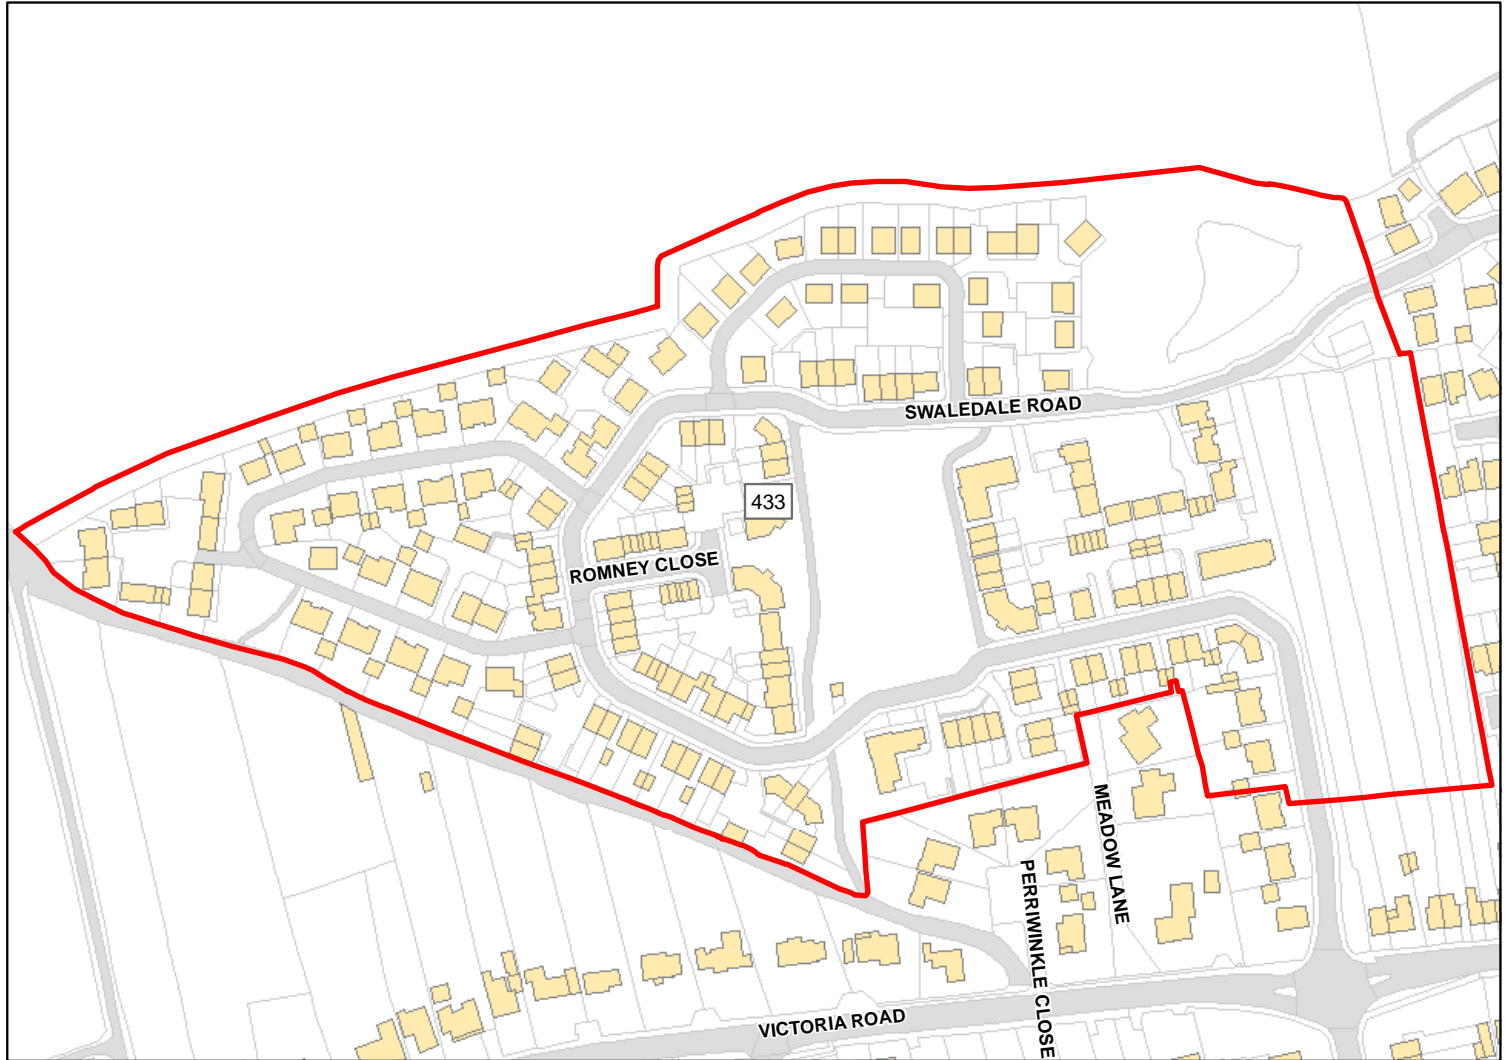 SWALEDALE ROAD
433
ROMNEY CLOSE
MEADOW LANE
PERRIWINKLE CLOSE
VICTORIA ROAD